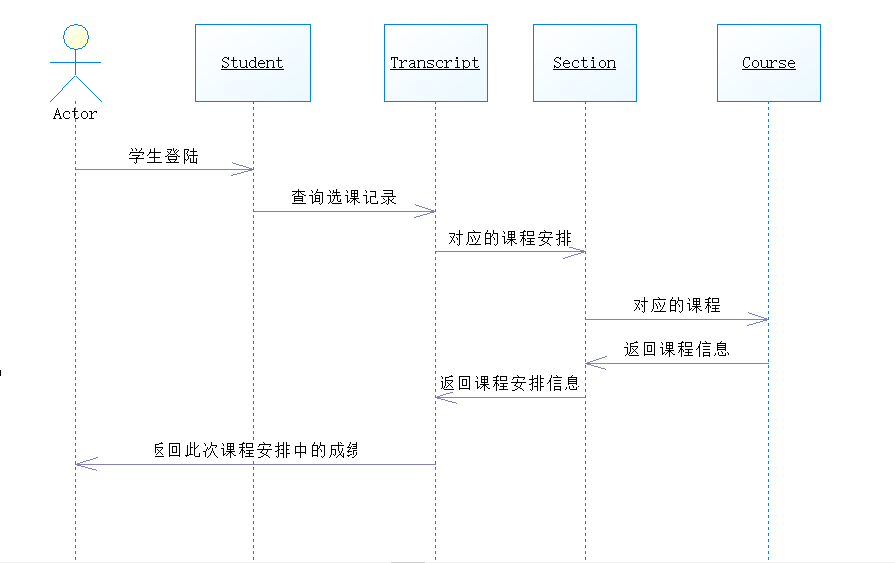 Student
Transcript
Section
Course
Actor
学生登陆
查询选课记录
对应的课程安排
对应的课程
返回课程信息
返回课程安排信息
返回此次课程安排中的成绩